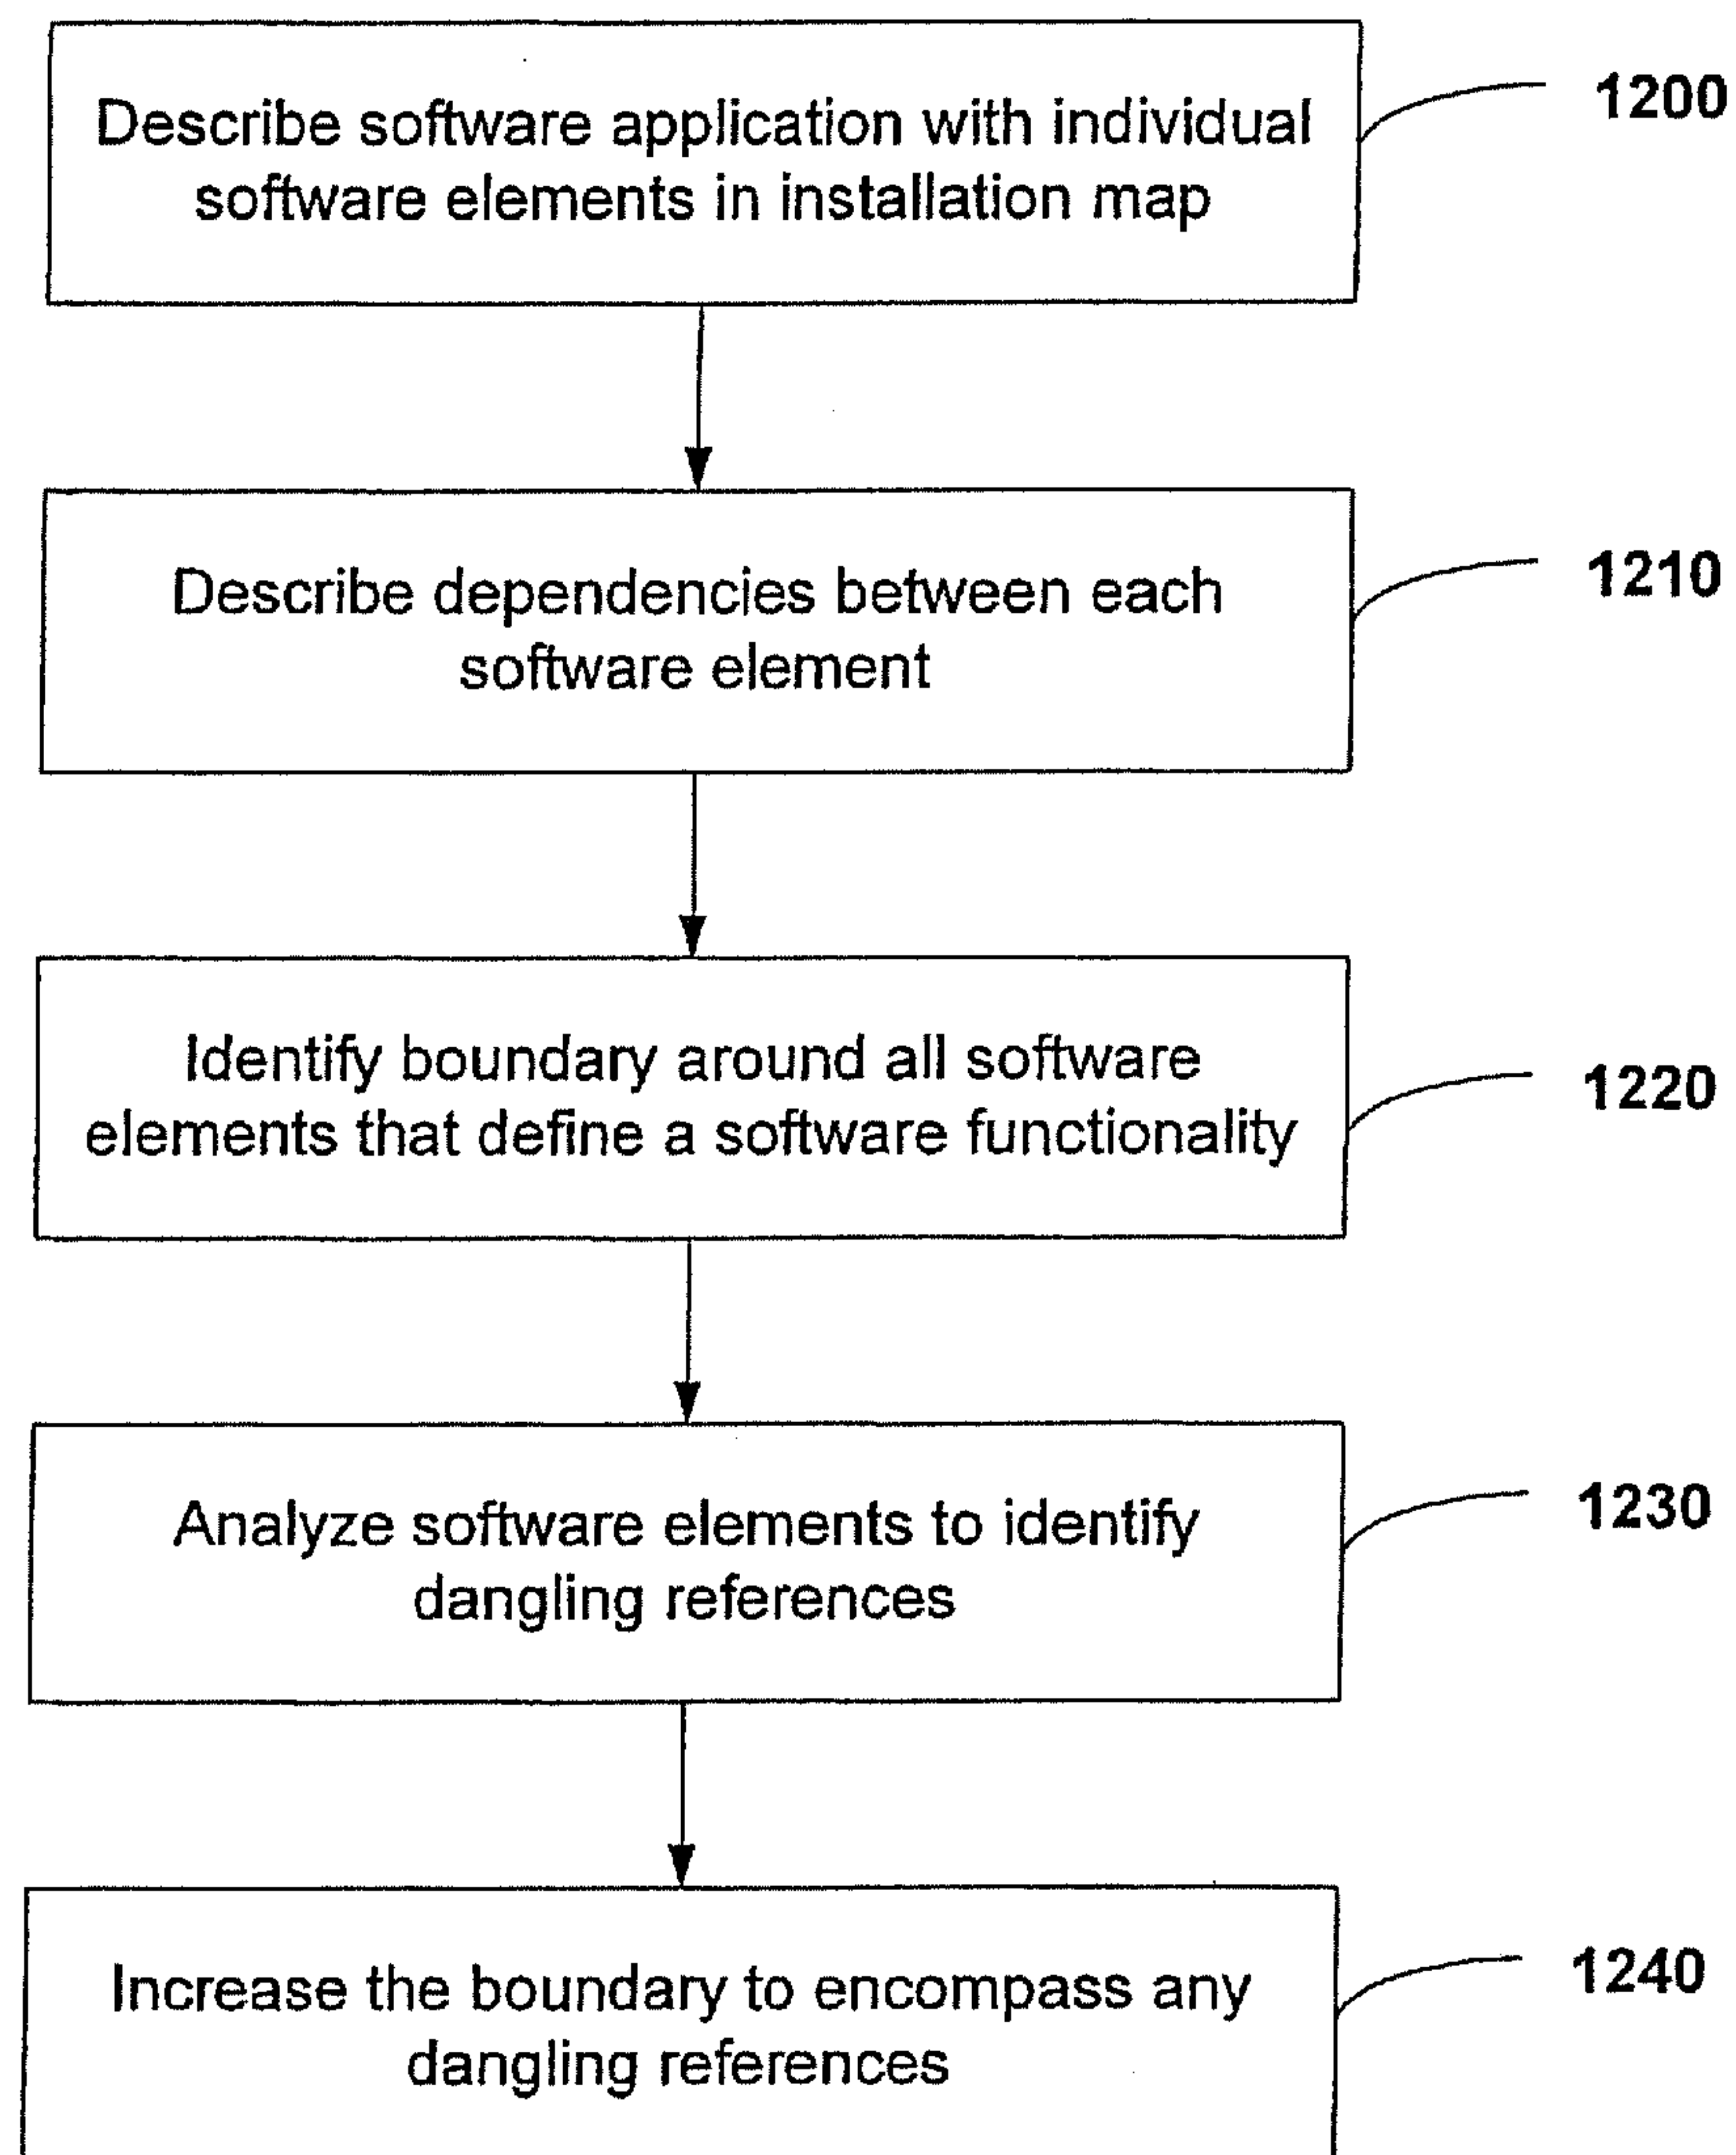 Describe software application with individual
software elements in installation map
1200
Describe dependencies between each
software element
1210
Identify boundary around all software
elements that define a software functionality
1220
Analyze software elements to identify
dangling references
1230
Increase the boundary to encompass any
dangling references
1240